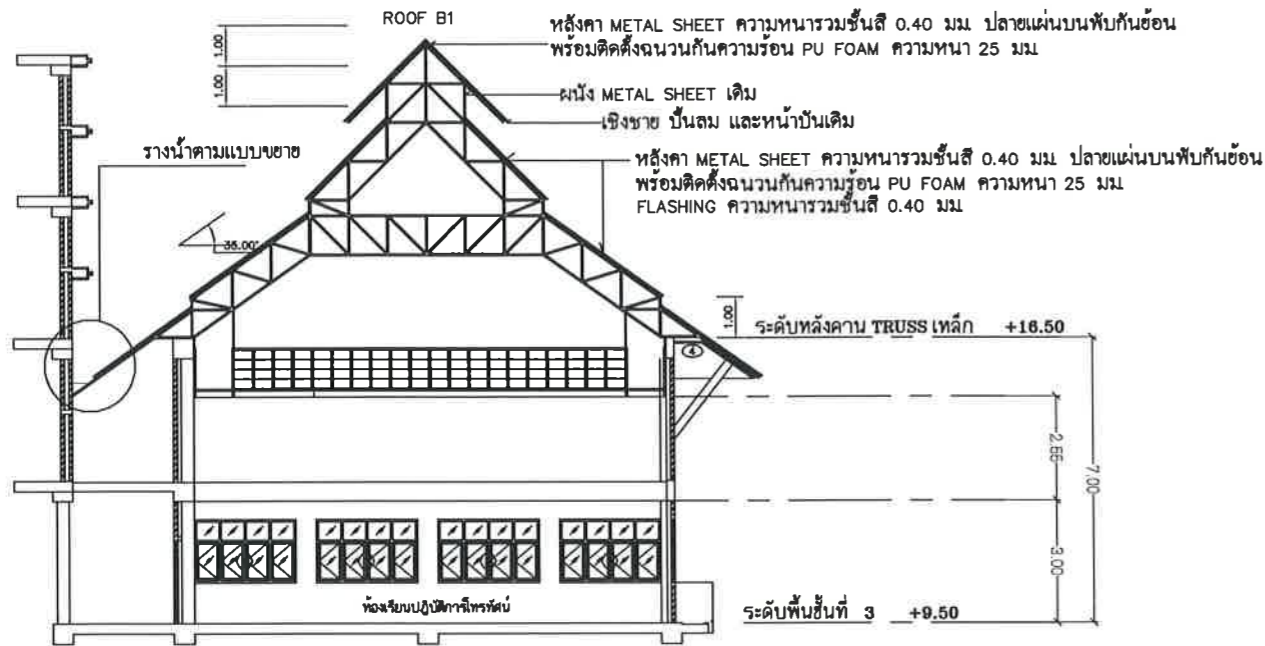 ROOF B1
หลังคา METAL SHEET ความหนารวมชั้นสี 0.40 มม. ปลายแผ่นบนพับกันย้อน
พร้อมติดตั้งฉนวนกันความร้อน PU FOAM ความหนา 25 มม.
1.00
1.00
ผนัง METAL SHEET เดิม
เชิงชาย ปั้นลม และหน้าบันเดิม
รางน้ำตามแบบขยาย
หลังคา METAL SHEET ความหนารวมชั้นสี 0.40 มม. ปลายแผ่นบนพับกันย้อน
พร้อมติดตั้งฉนวนกันความร้อน PU FOAM ความหนา 25 มม.
FLASHING ความหนารวมชั้นสี 0.40 มม.
35.00°
1.00
ระดับหลังคาน TRUSS เหล็ก +16.50
4
2.65
7.00
3.00
ห้องเรียนปฏิบัติการโทรทัศน์
ระดับพื้นชั้นที่ 3 +9.50